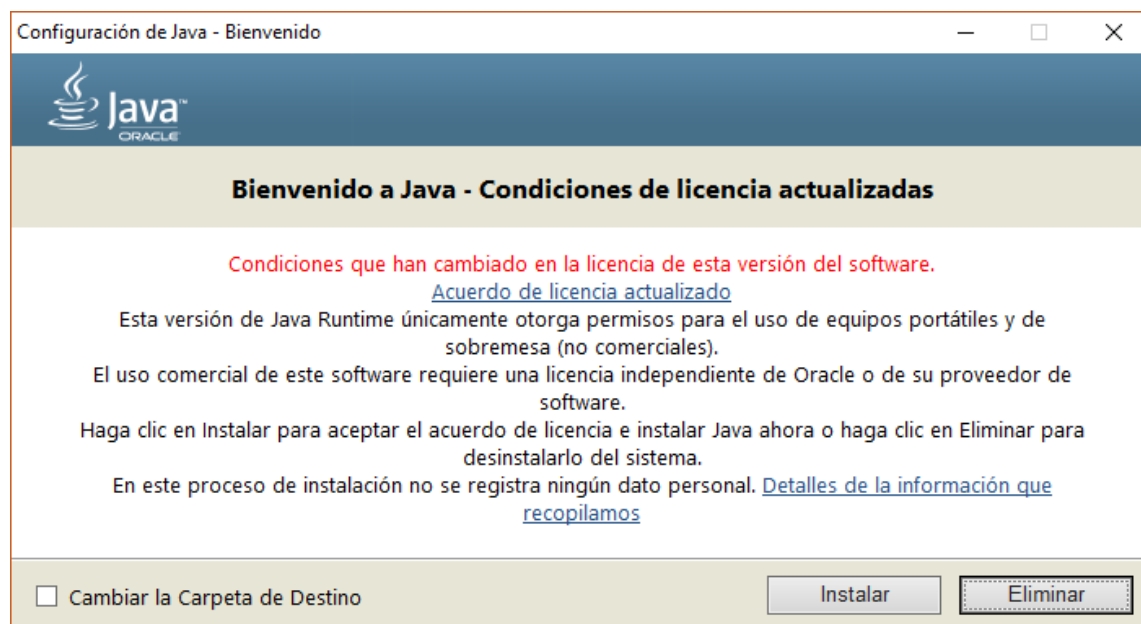 Configuración de Java - Bienvenido
Java™
ORACLE
Bienvenido a Java - Condiciones de licencia actualizadas
Condiciones que han cambiado en la licencia de esta versión del software.
Acuerdo de licencia actualizado
Esta versión de Java Runtime únicamente otorga permisos para el uso de equipos portátiles y de
sobremesa (no comerciales).
El uso comercial de este software requiere una licencia independiente de Oracle o de su proveedor de
software.
Haga clic en Instalar para aceptar el acuerdo de licencia e instalar Java ahora o haga clic en Eliminar para
desinstalarlo del sistema.
En este proceso de instalación no se registra ningún dato personal. Detalles de la información que
recopilamos
Cambiar la Carpeta de Destino
Instalar
Eliminar